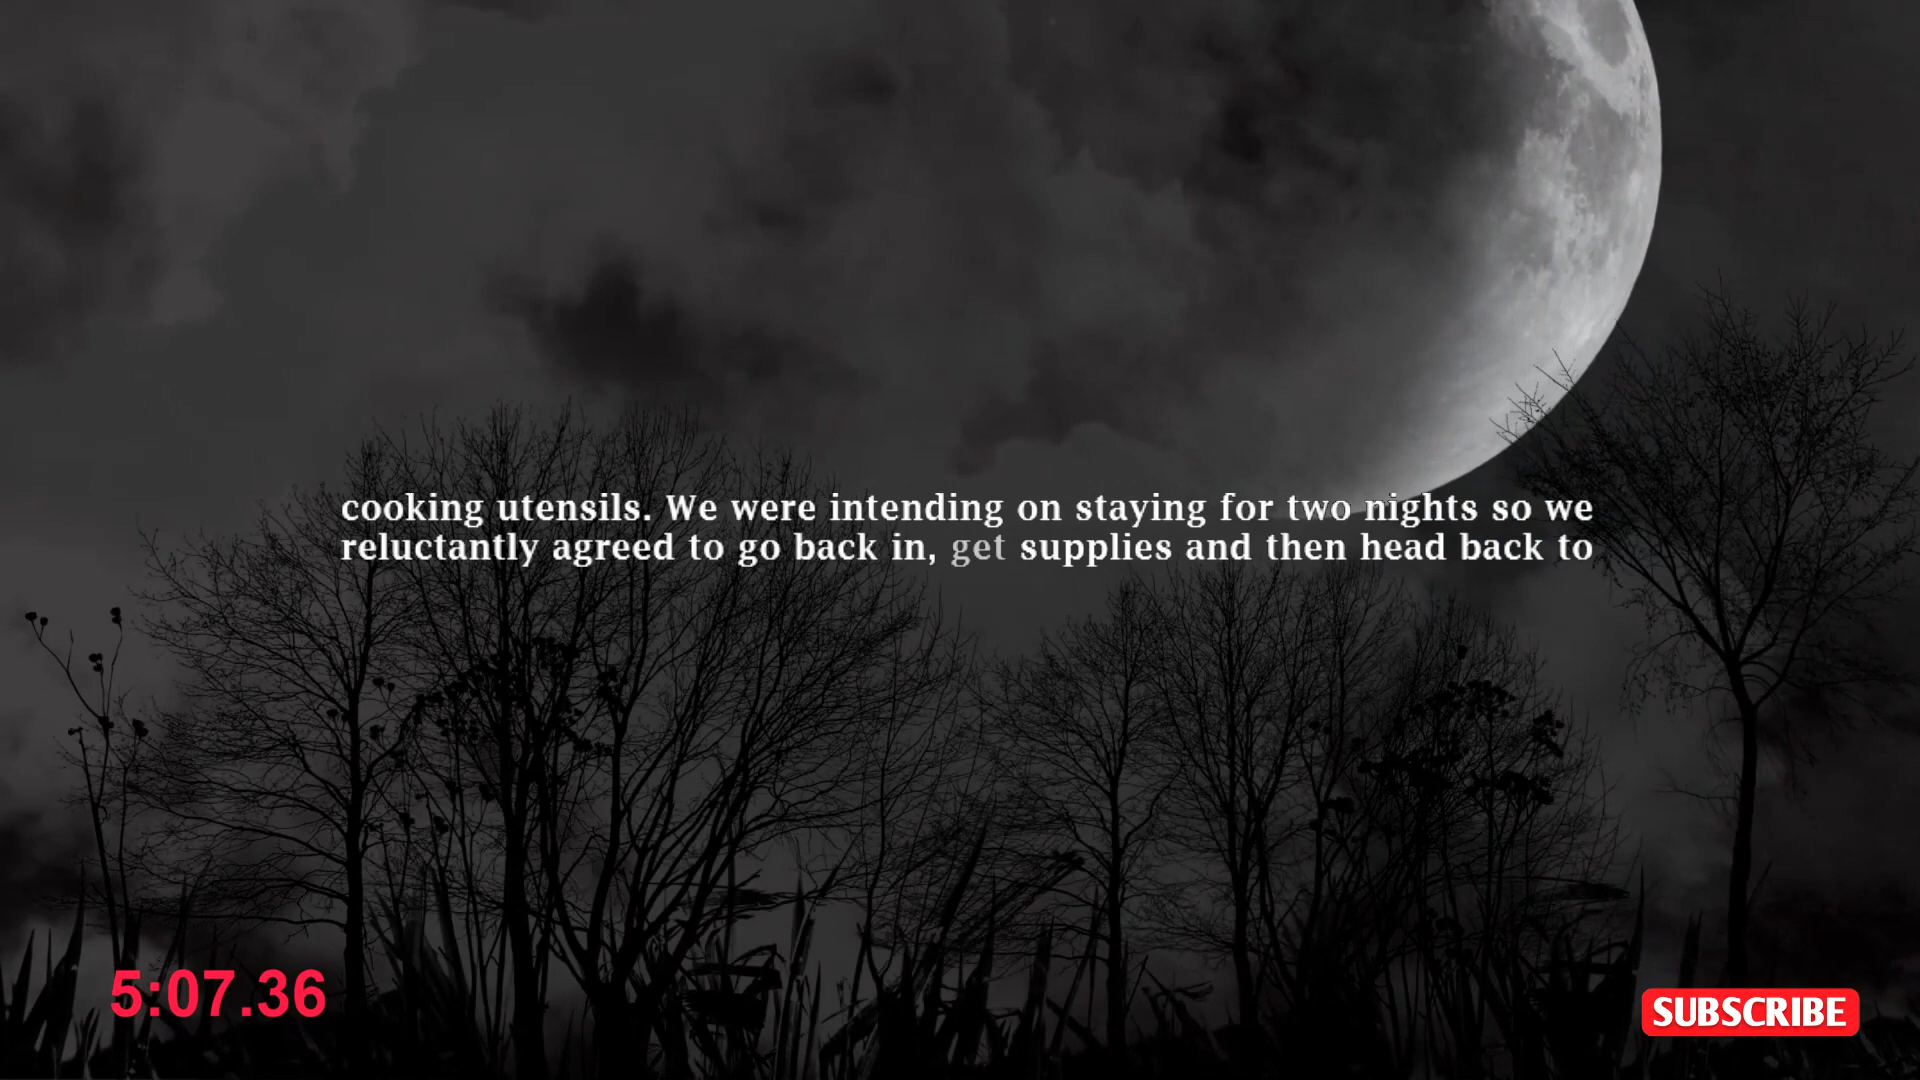 cooking utensils. We were intending on staying for two nights so we
reluctantly agreed to go back in, get supplies and then head back to
5:07.36
SUBSCRIBE